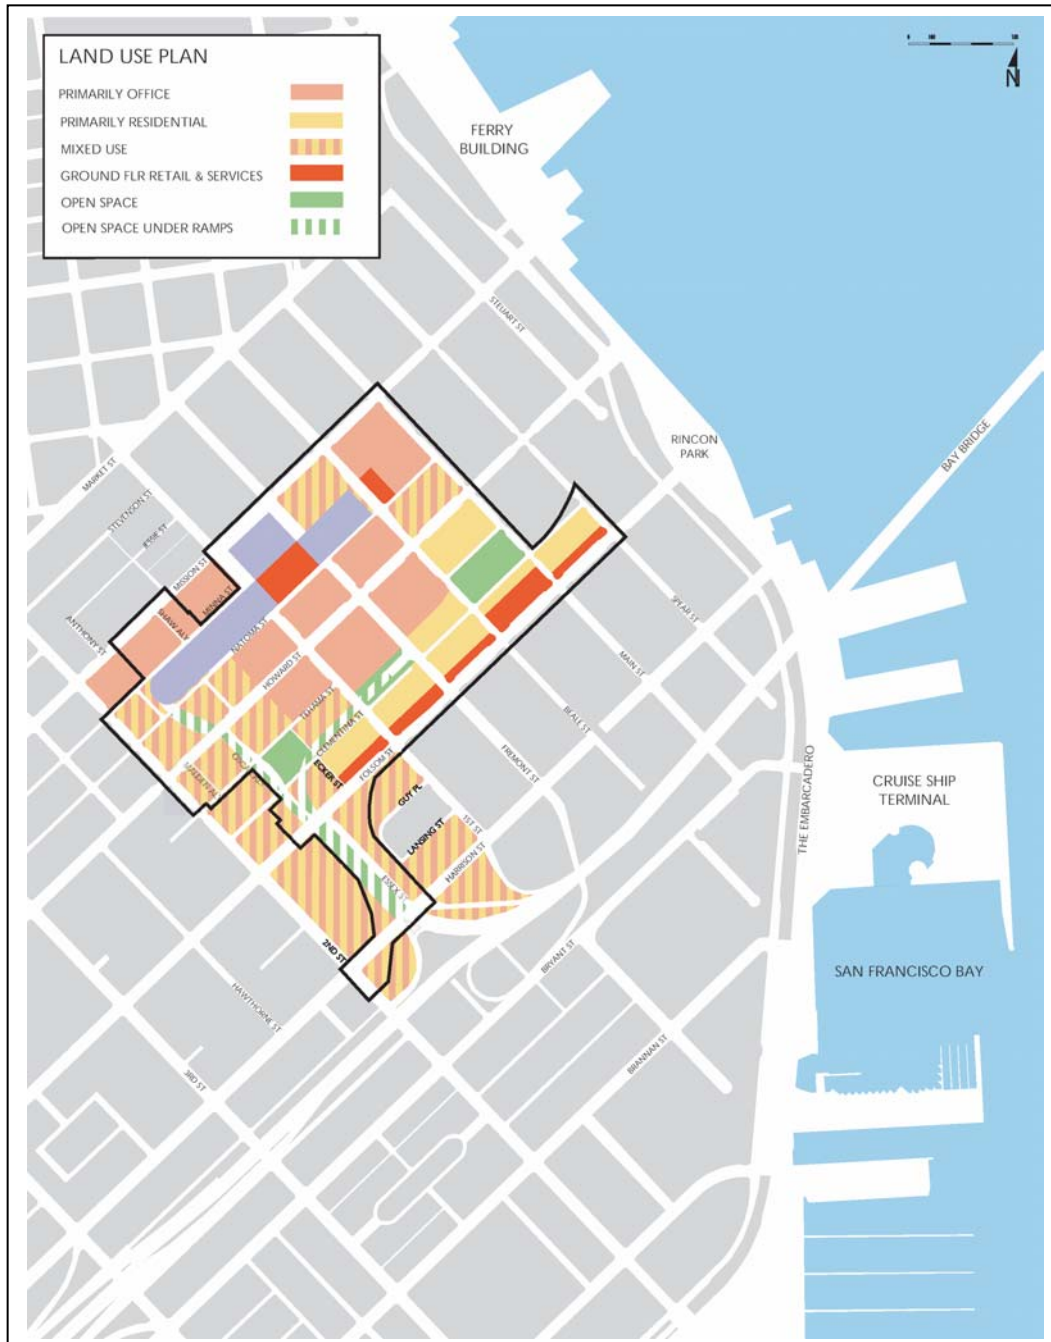 LAND USE PLAN
PRIMARILY OFFICE
PRIMARILY RESIDENTIAL
MIXED USE
GROUND FLR RETAIL & SERVICES
OPEN SPACE
OPEN SPACE UNDER RAMPS
N
FERRY
BUILDING
STEUART ST
RINCON
PARK
BAY BRIDGE
MARKET ST
STEVENSON ST
JESSIE ST
MISSION ST
MINNA ST
SHAW ALY
ANTHONY ST
NATOMA ST
HOWARD ST
TEHAMA ST
CLEMENTINA ST
ECKER ST
FOLSOM ST
SPEAR ST
MAIN ST
BEALE ST
FREMONT ST
GUY PL
1ST ST
LANSING ST
HARRISON ST
ESSEX ST
2ND ST
BRYANT ST
HAWTHORNE ST
3RD ST
BRANNAN ST
THE EMBARCADERO
CRUISE SHIP
TERMINAL
SAN FRANCISCO BAY